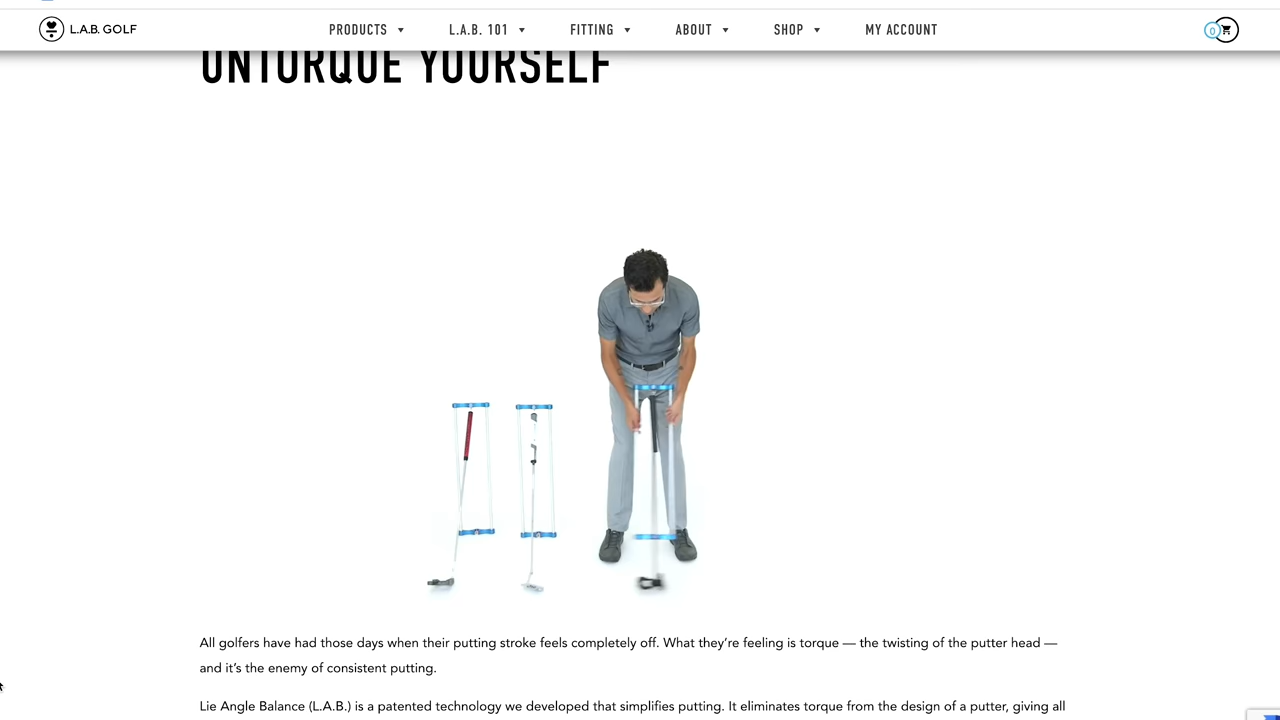 L.A.B. GOLF
PRODUCTS
L.A.B. 101
FITTING
ABOUT
SHOP
MY ACCOUNT
0
UNTORQUE YOURSELF
All golfers have had those days when their putting stroke feels completely off. What they’re feeling is torque — the twisting of the putter head —
and it’s the enemy of consistent putting.
Lie Angle Balance (L.A.B.) is a patented technology we developed that simplifies putting. It eliminates torque from the design of a putter, giving all